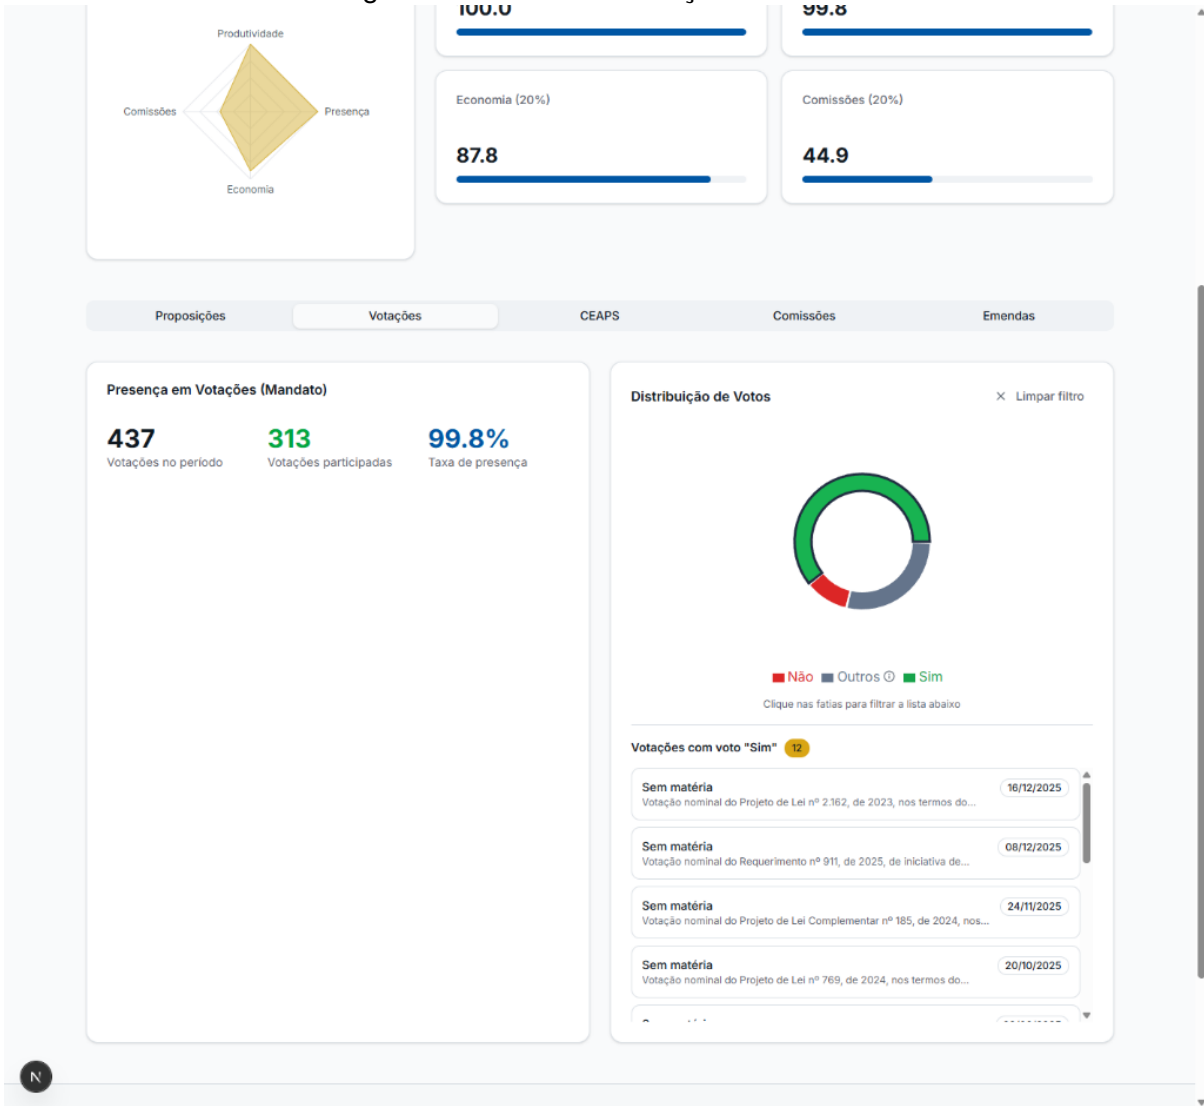 100.0
99.8
Produtividade
Comissões
Presença
Economia
Economia (20%)
87.8
Comissões (20%)
44.9
Proposições
Votações
CEAPS
Comissões
Emendas
Presença em Votações (Mandato)
437
Votações no período
313
Votações participadas
99.8%
Taxa de presença
Distribuição de Votos
× Limpar filtro
Não
Outros
Sim
Clique nas fatias para filtrar a lista abaixo
Votações com voto "Sim" 12
Sem matéria
16/12/2025
Votação nominal do Projeto de Lei nº 2.162, de 2023, nos termos do...
Sem matéria
08/12/2025
Votação nominal do Requerimento nº 911, de 2025, de iniciativa de...
Sem matéria
24/11/2025
Votação nominal do Projeto de Lei Complementar nº 185, de 2024, nos...
Sem matéria
20/10/2025
Votação nominal do Projeto de Lei nº 769, de 2024, nos termos do...
N